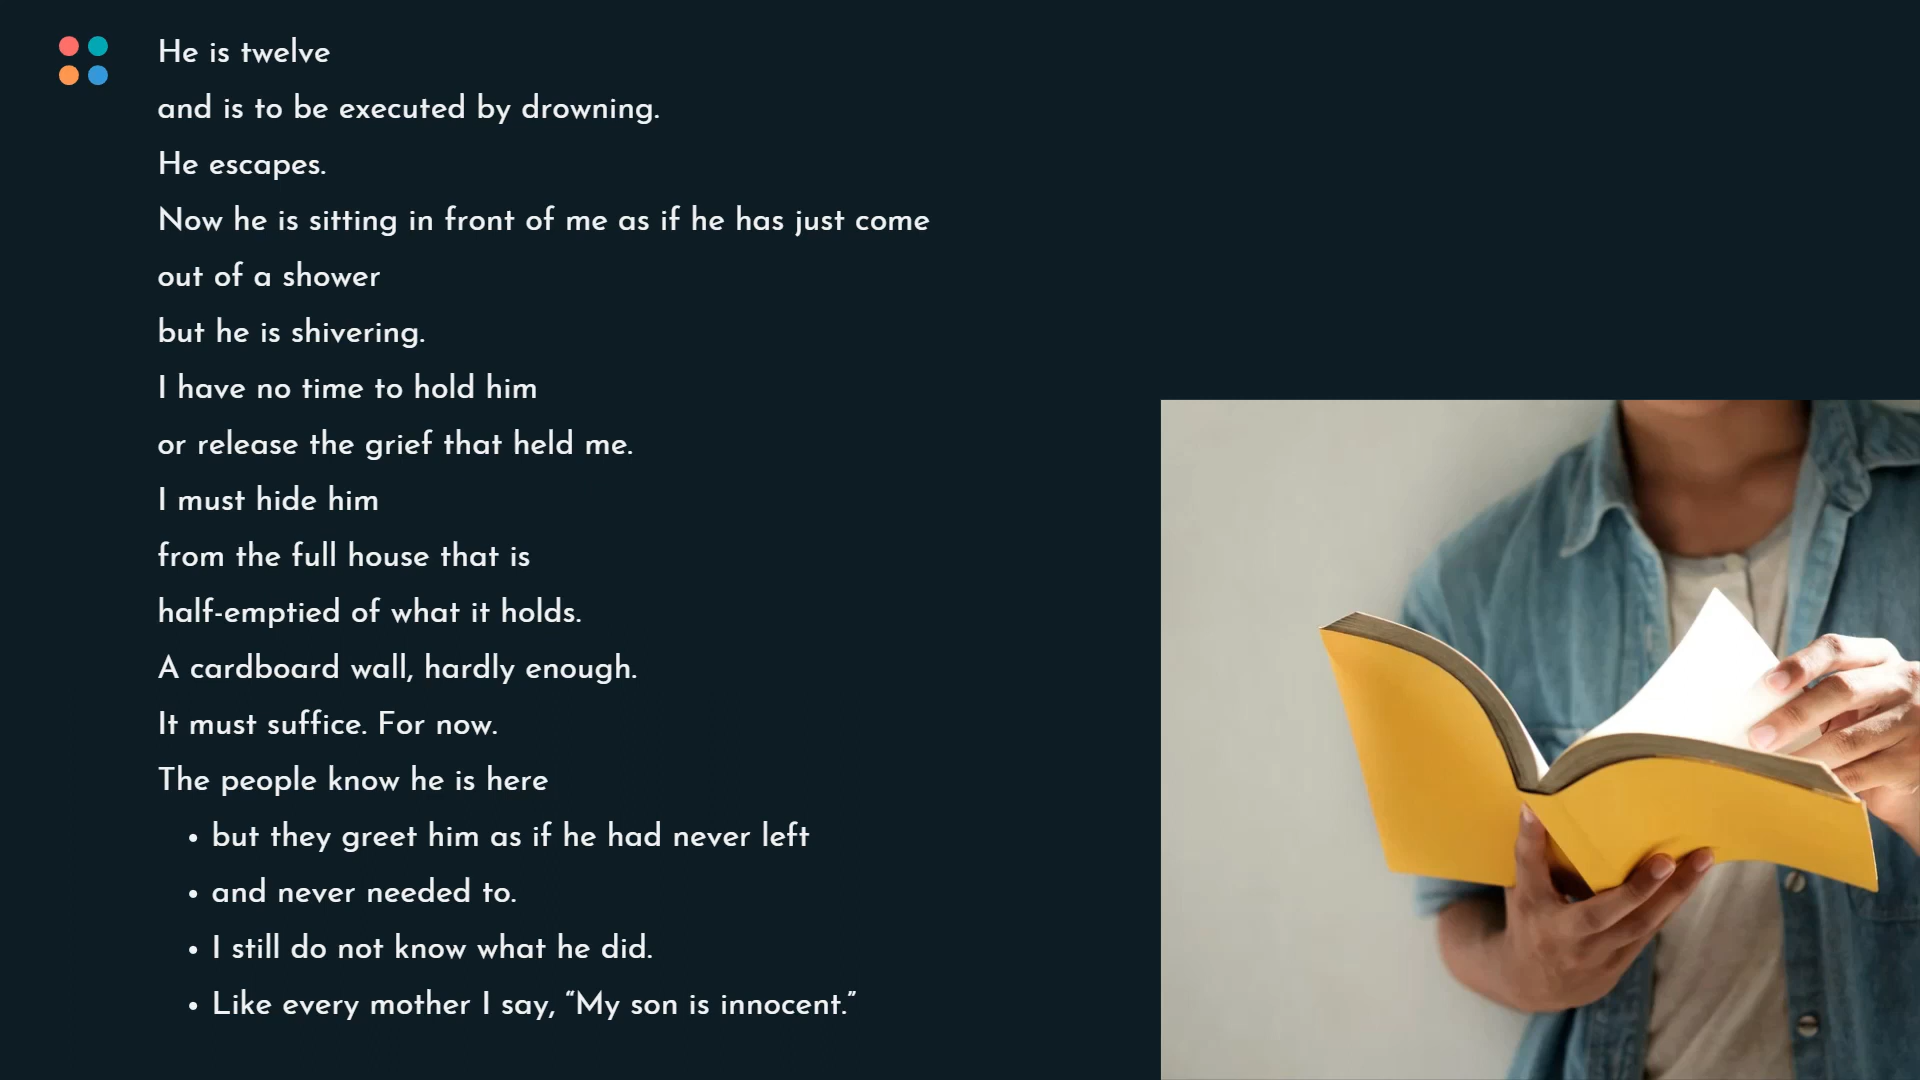 He is twelve
and is to be executed by drowning.
He escapes.
Now he is sitting in front of me as if he has just come
out of a shower
but he is shivering.
I have no time to hold him
or release the grief that held me.
I must hide him
from the full house that is
half-emptied of what it holds.
A cardboard wall, hardly enough.
It must suffice. For now.
The people know he is here
• but they greet him as if he had never left
• and never needed to.
• I still do not know what he did.
• Like every mother I say, “My son is innocent.”